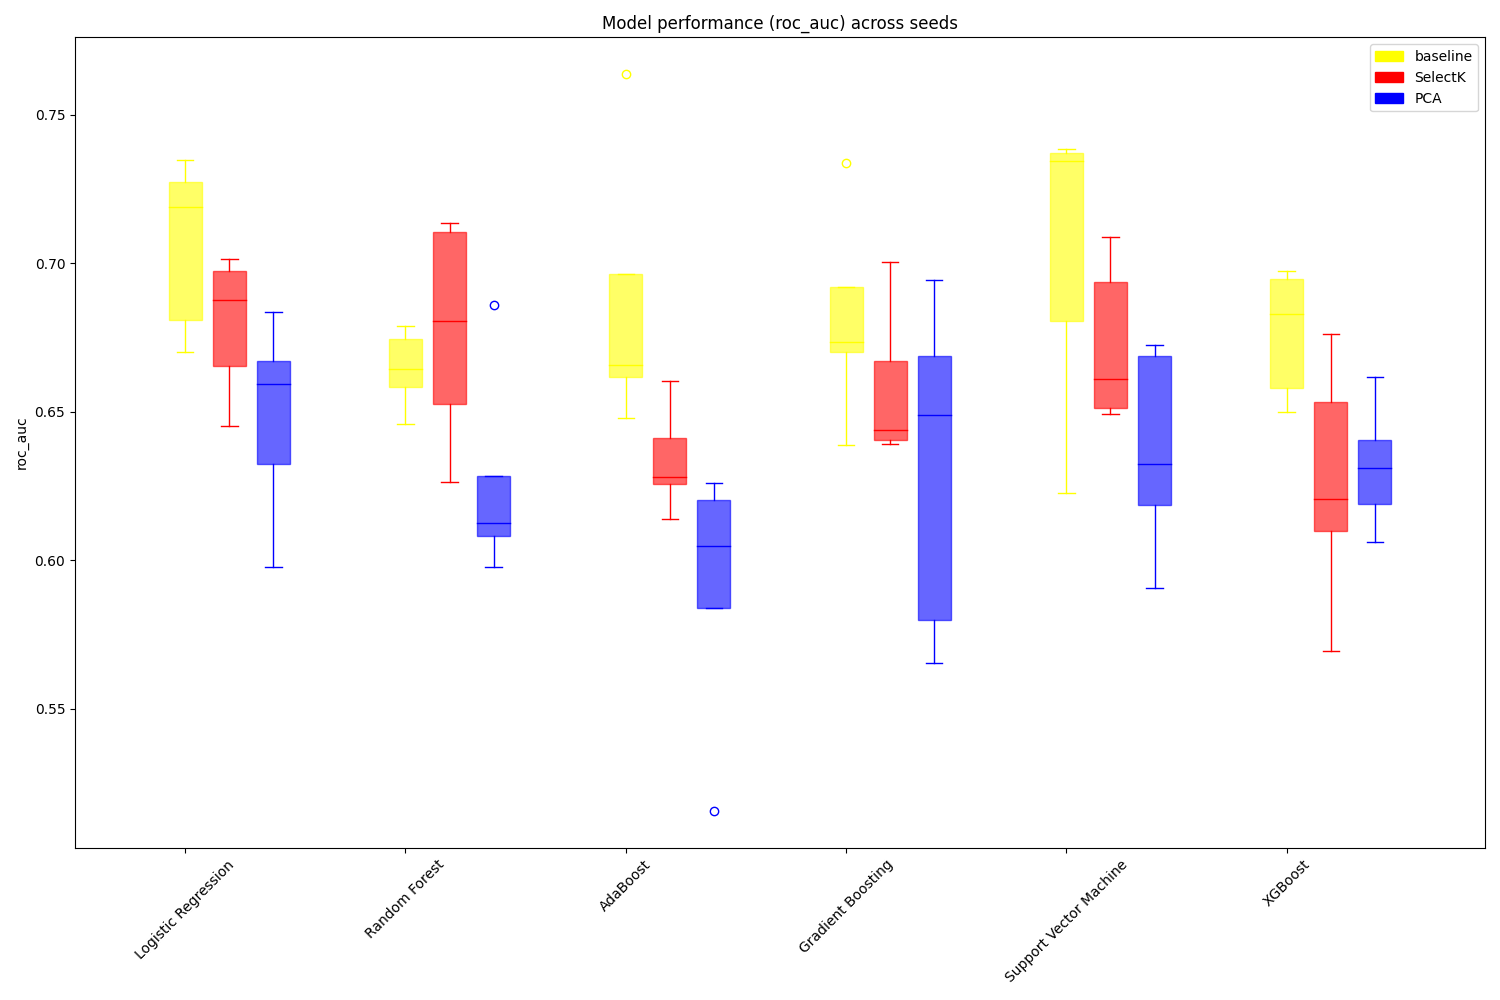 Model performance (roc_auc) across seeds
baseline
SelectK
PCA
0.75
0.70
0.65
0.60
0.55
roc_auc
Logistic Regression
Random Forest
AdaBoost
Gradient Boosting
Support Vector Machine
XGBoost